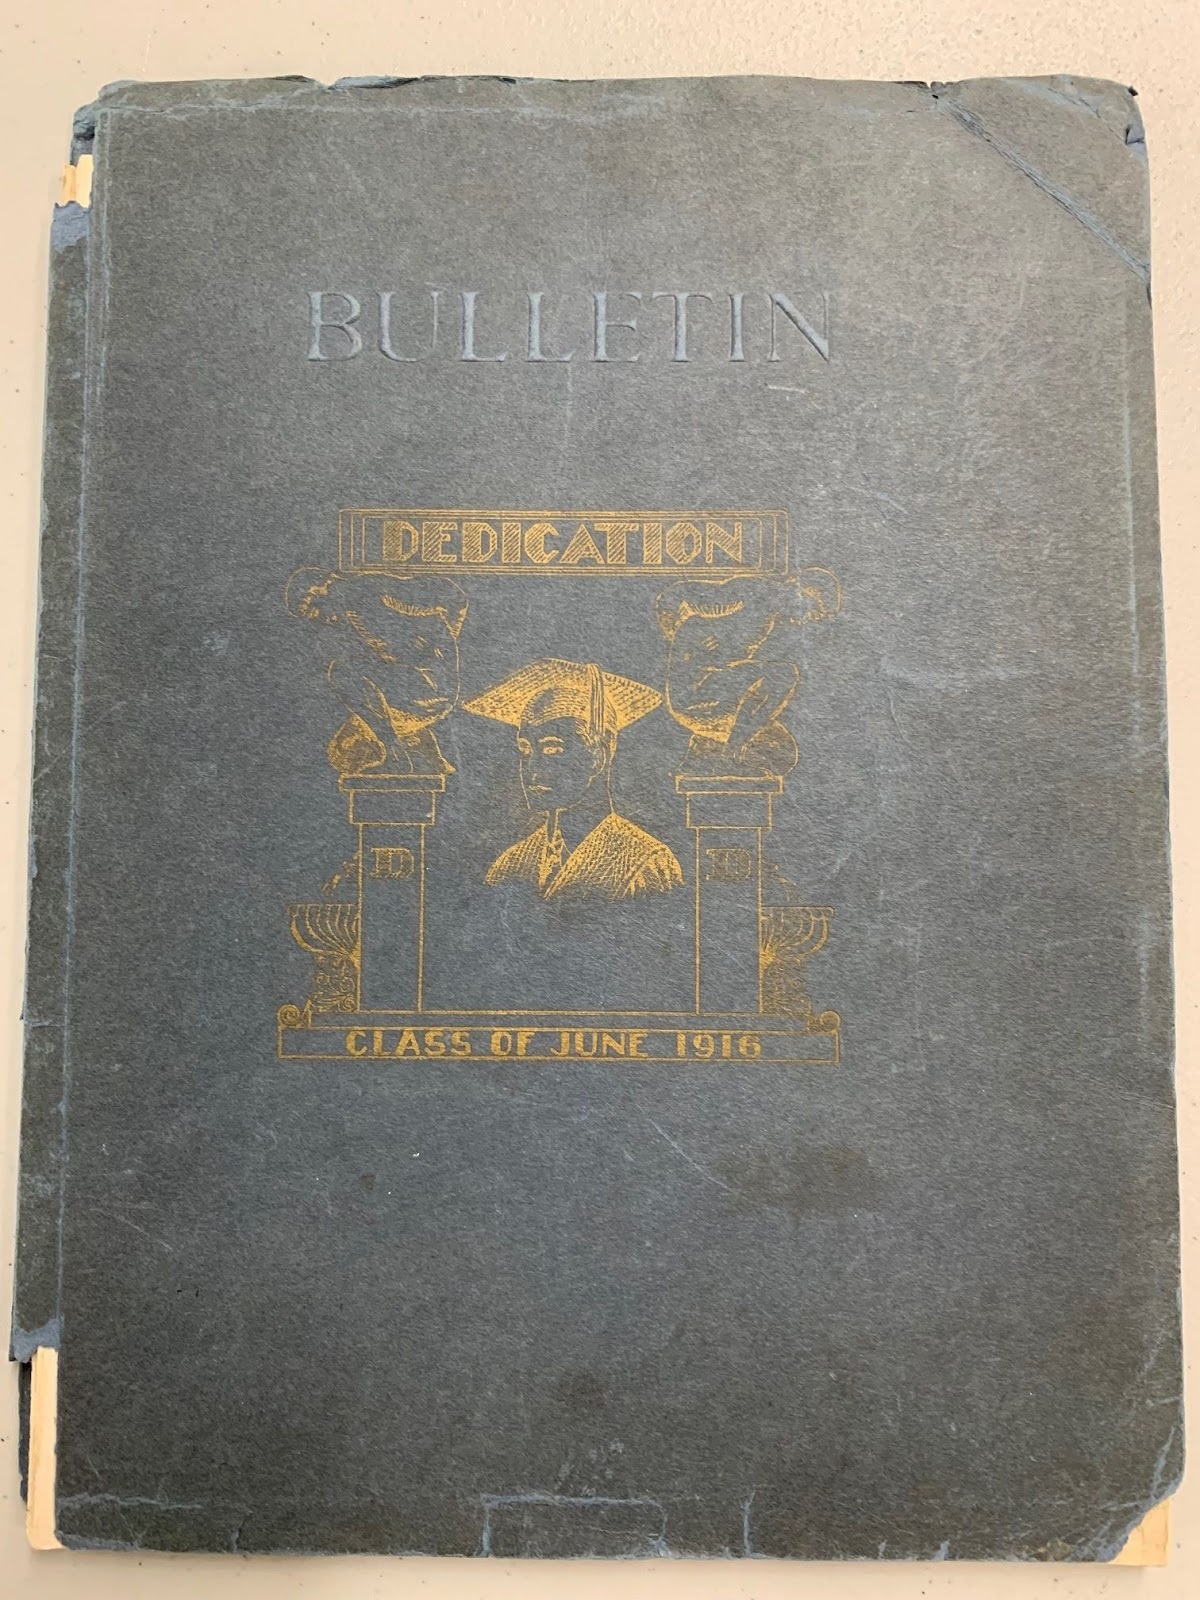 BULLETIN
DEDICATION
CLASS OF JUNE 1916